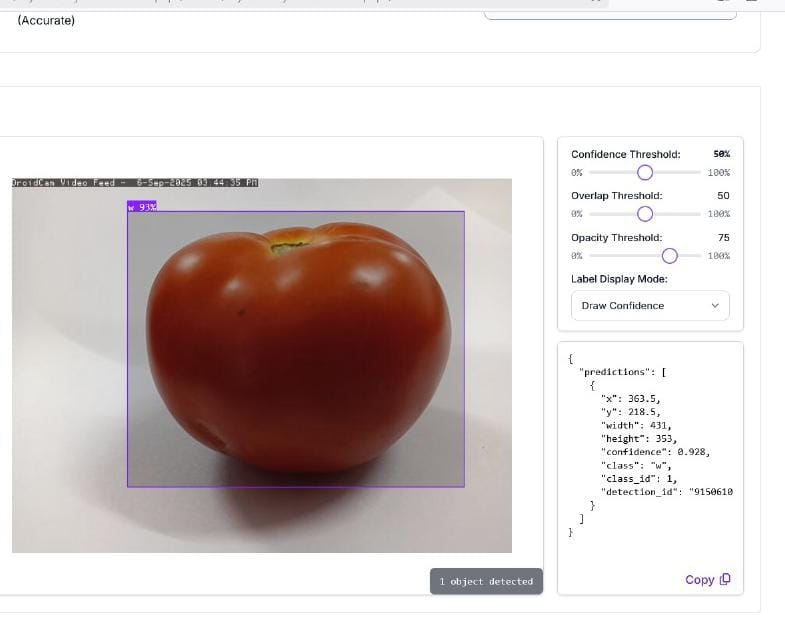 (Accurate)
DroidCam Video Feed - 6-Sep-2025 03:44:35 PM
w 93%
1 object detected
Confidence Threshold: 50%
0% 100%
Overlap Threshold: 50
0% 100%
Opacity Threshold: 75
0% 100%
Label Display Mode:
Draw Confidence
{
"predictions": [
{
"x": 363.5,
"y": 218.5,
"width": 431,
"height": 353,
"confidence": 0.928,
"class": "w",
"class_id": 1,
"detection_id": "9150610
}
]
}
Copy